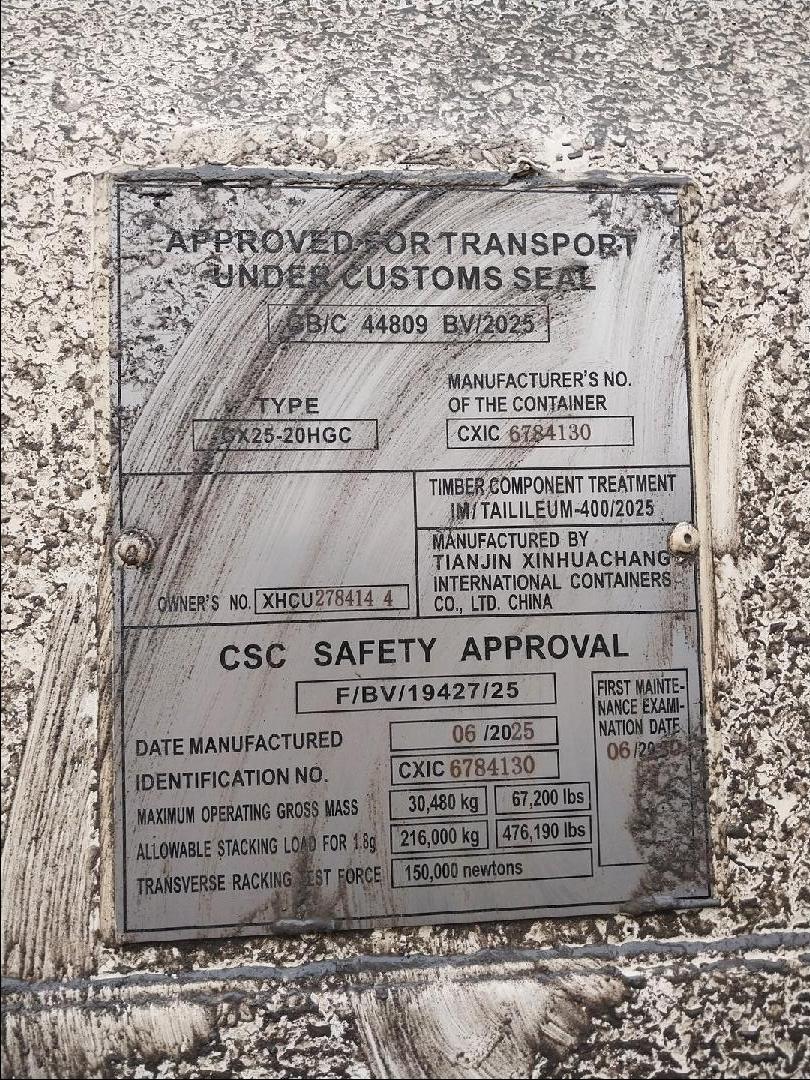 APPROVED FOR TRANSPORT
UNDER CUSTOMS SEAL
GB/C 44809 BV/2025
TYPE
CX25-20HGC
MANUFACTURER'S NO.
OF THE CONTAINER
CXIC 6784130
TIMBER COMPONENT TREATMENT
IM/TAILILEUM-400/2025
MANUFACTURED BY
TIANJIN XINHUACHANG
INTERNATIONAL CONTAINERS
CO., LTD. CHINA
OWNER'S NO. XHCU 278414 4
CSC SAFETY APPROVAL
F/BV/19427/25
DATE MANUFACTURED 06 /2025
IDENTIFICATION NO. CXIC 6784130
MAXIMUM OPERATING GROSS MASS 30,480 kg 67,200 lbs
ALLOWABLE STACKING LOAD FOR 1.8g 216,000 kg 476,190 lbs
TRANSVERSE RACKING TEST FORCE 150,000 newtons
FIRST MAINTE-
NANCE EXAMI-
NATION DATE
06